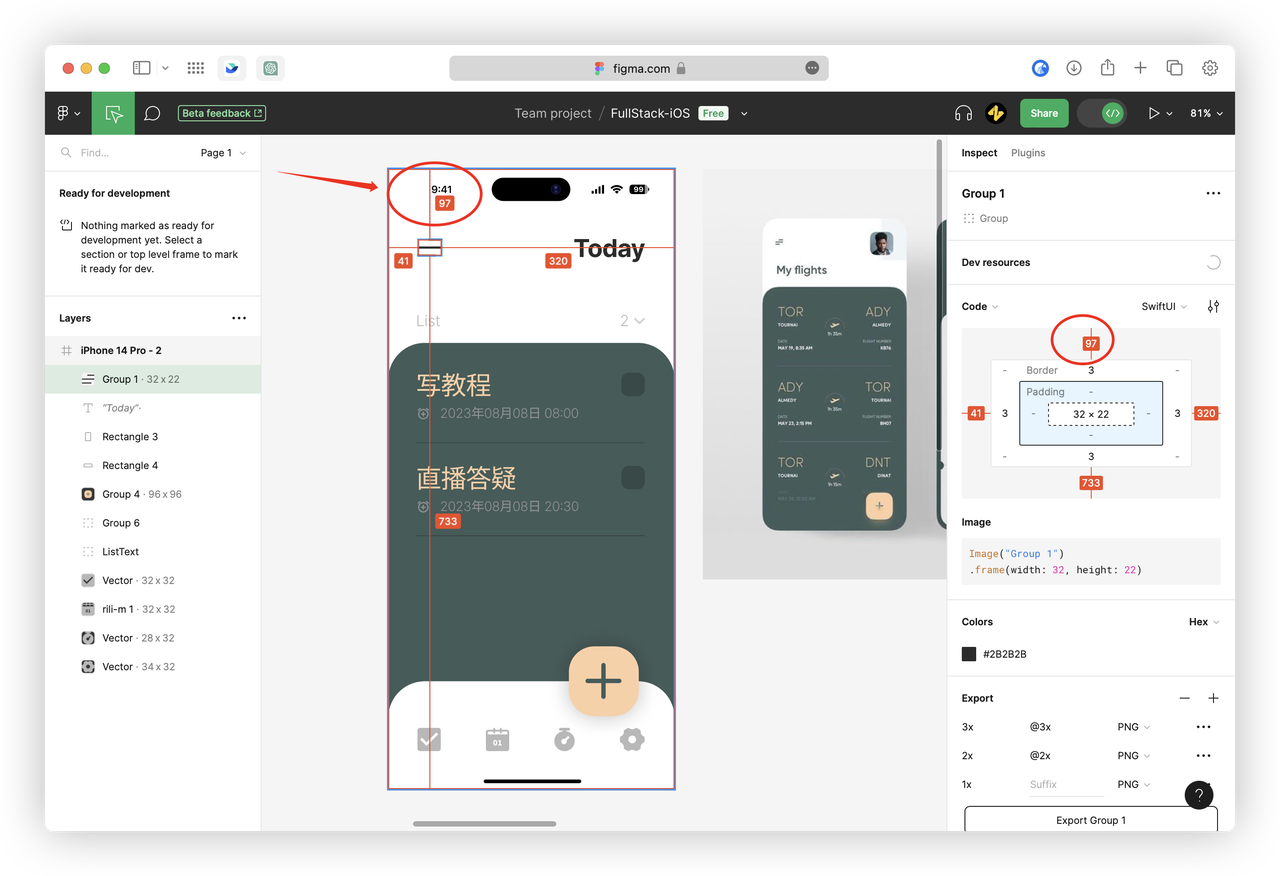 figma.com
Beta feedback
Team project / FullStack-iOS Free
Share
</>
81%
Find...
Page 1
Ready for development
Nothing marked as ready for
development yet. Select a
section or top level frame to mark
it ready for dev.
Layers
iPhone 14 Pro - 2
Group 1 · 32 x 22
"Today"·
Rectangle 3
Rectangle 4
Group 4 · 96 x 96
Group 6
ListText
Vector · 32 x 32
rili-m 1 · 32 x 32
Vector · 28 x 32
Vector · 34 x 32
9:41
99
97
Today
41
320
List
2
写教程
2023年08月08日 08:00
直播答疑
2023年08月08日 20:30
733
01
My flights
TOR
ADY
TOURNAI
ALMEDY
1h 35m
DATE
FLIGHT NUMBER
MAY 19, 8:35 AM
KB76
ADY
TOR
ALMEDY
TOURNAI
1h 35m
DATE
FLIGHT NUMBER
MAY 23, 2:15 PM
BH07
TOR
DNT
TOURNAI
DINAT
1h 15m
Inspect
Plugins
Group 1
Group
Dev resources
Code
SwiftUI
97
Border
3
Padding
-
41
3
32 × 22
3
320
3
733
Image
Image("Group 1")
.frame(width: 32, height: 22)
Colors
Hex
#2B2B2B
Export
3x
@3x
PNG
2x
@2x
PNG
1x
Suffix
PNG
?
Export Group 1